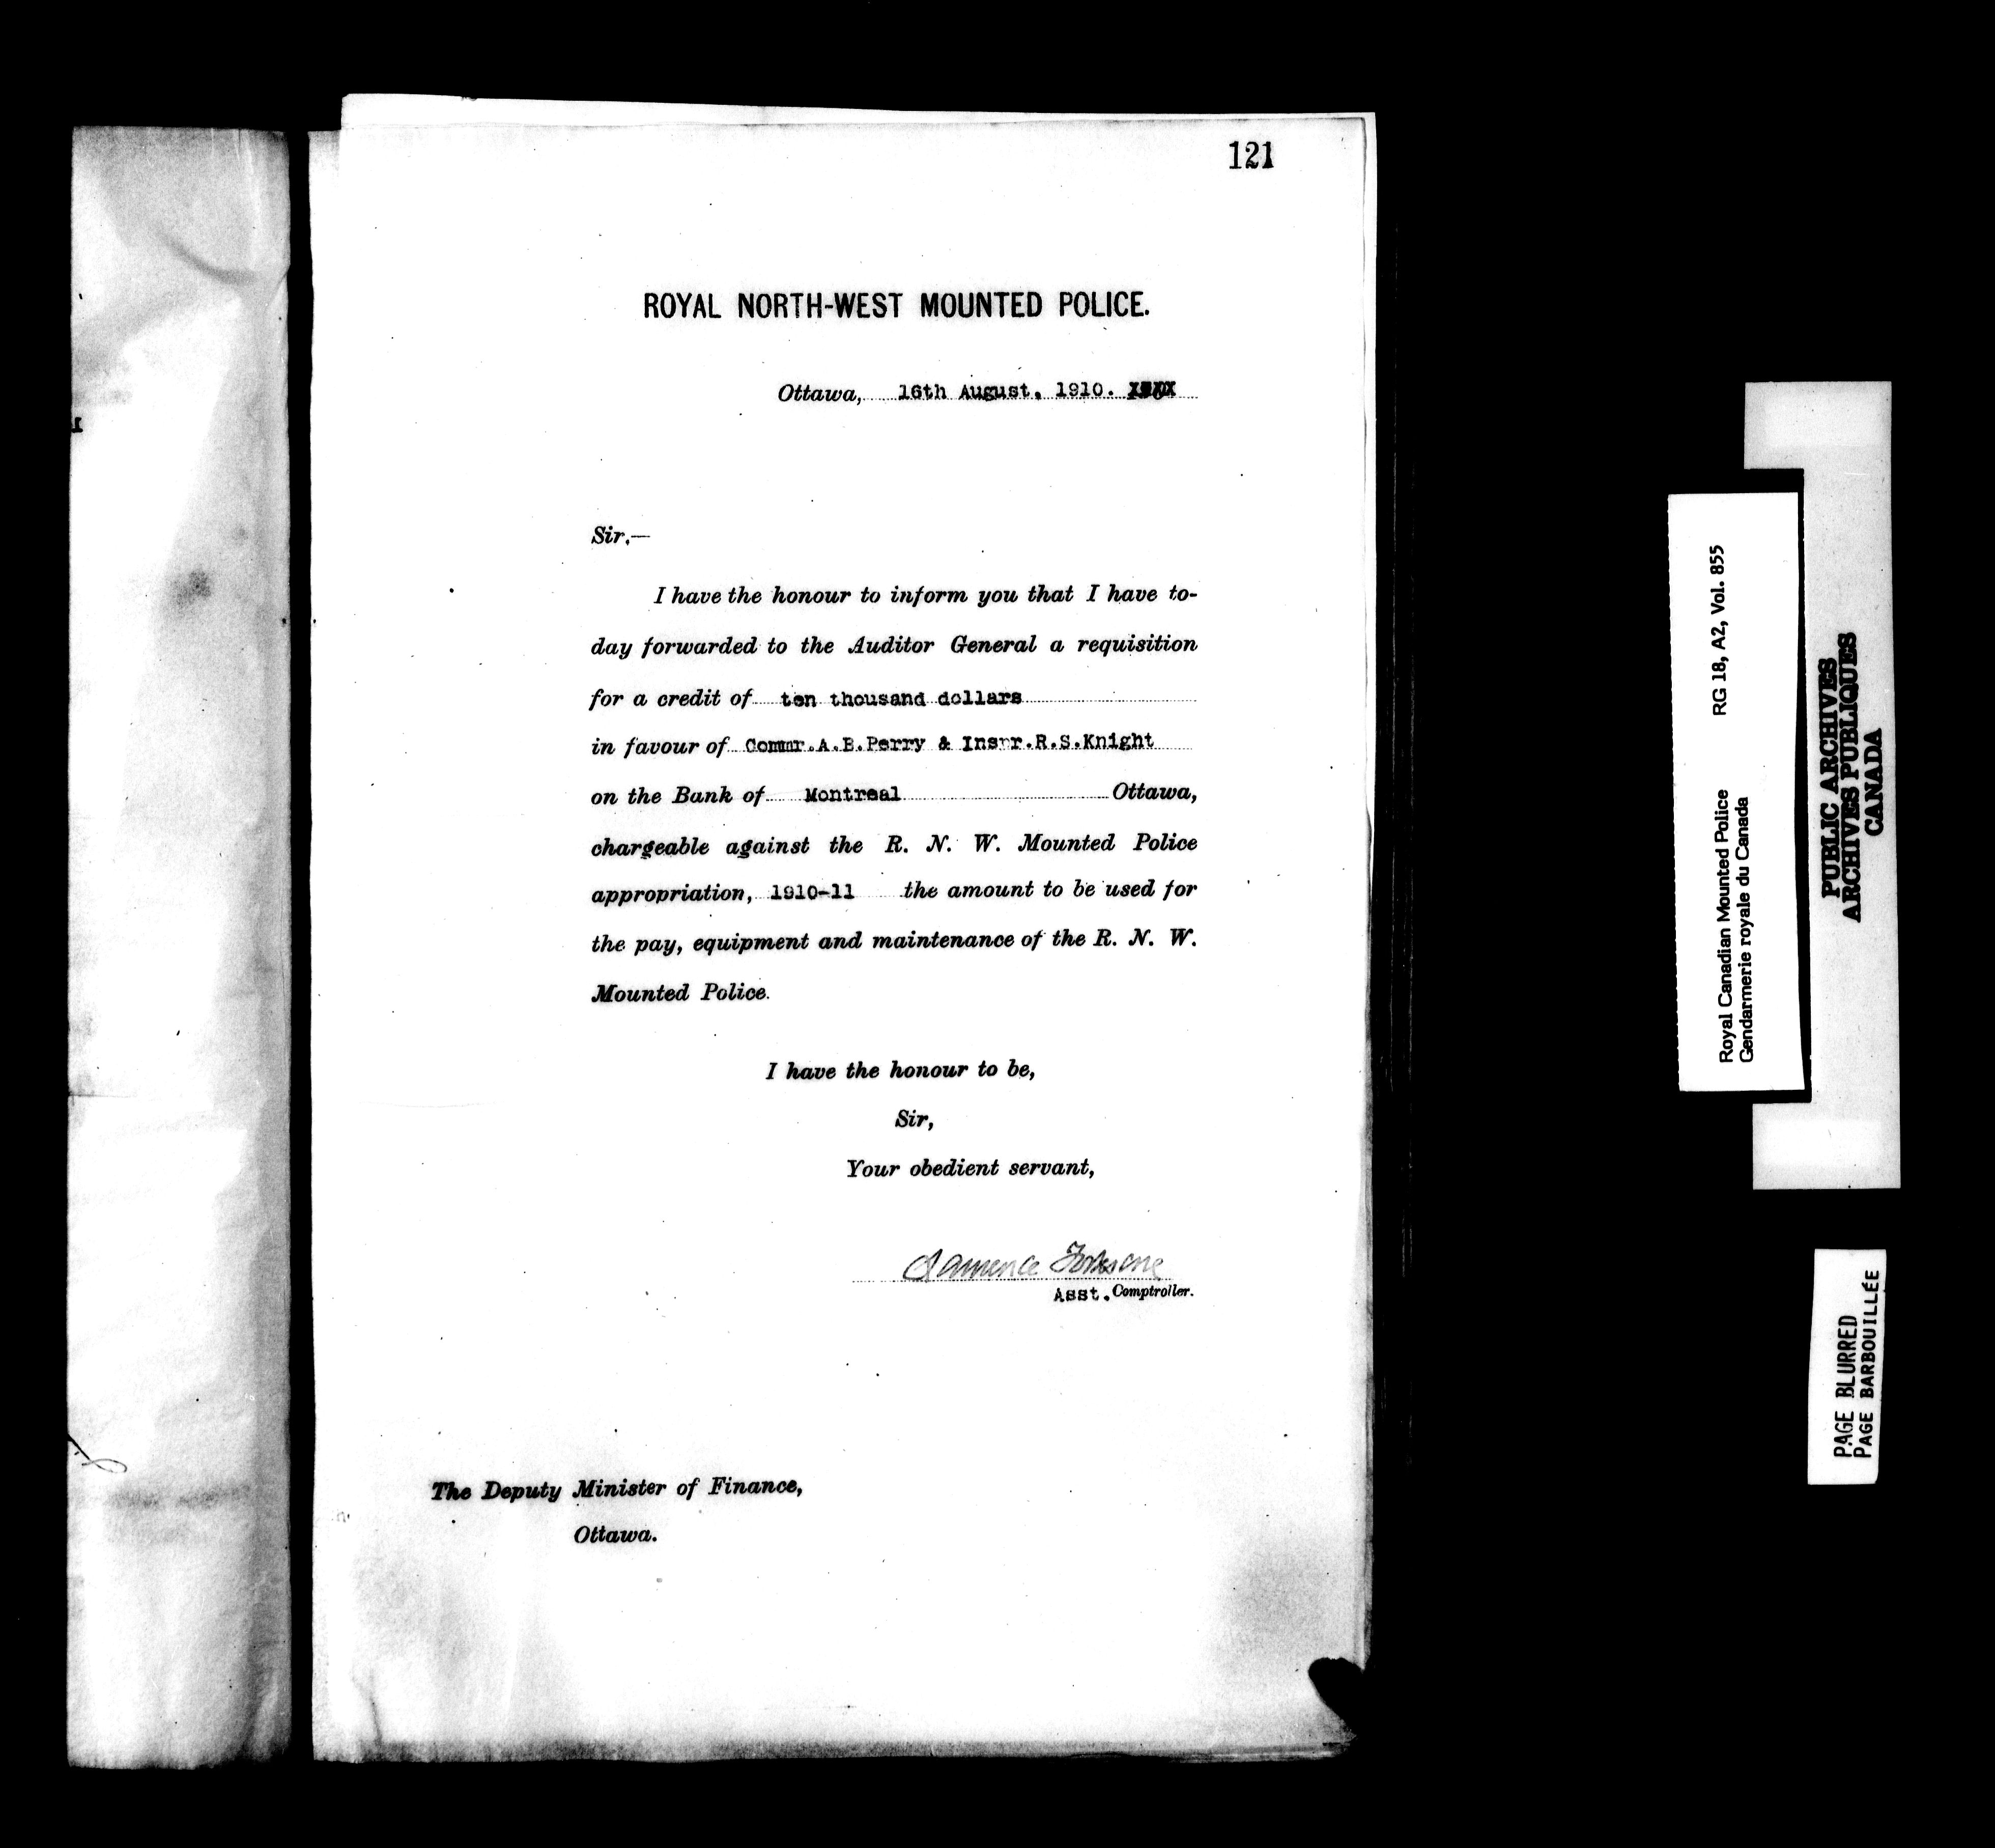 121
ROYAL NORTH-WEST MOUNTED POLICE.
Ottawa, 16th August, 1910.
Sir,—
I have the honour to inform you that I have to-
day forwarded to the Auditor General a requisition
for a credit of ten thousand dollars
in favour of Commr.A.B.Perry & Inspr.R.S.Knight
on the Bank of Montreal Ottawa,
chargeable against the R. N. W. Mounted Police
appropriation, 1910-11 the amount to be used for
the pay, equipment and maintenance of the R. N. W.
Mounted Police.
I have the honour to be,
Sir,
Your obedient servant,
Asst. Comptroller.
The Deputy Minister of Finance,
Ottawa.
Royal Canadian Mounted Police RG 18, A2, Vol. 855
Gendarmerie royale du Canada
PUBLIC ARCHIVES
ARCHIVES PUBLIQUES
CANADA
PAGE BLURRED
PAGE BARBOUILLÉE